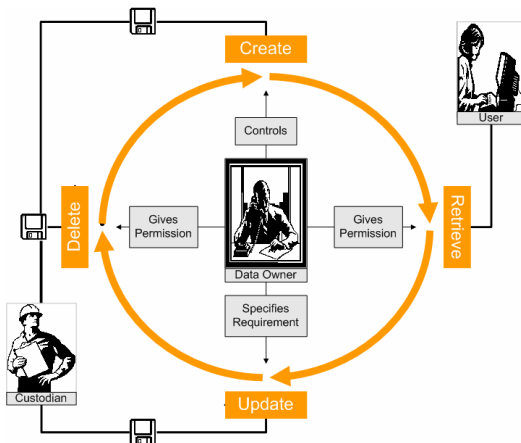 Create
User
Controls
Delete
Gives
Permission
Gives
Permission
Retrieve
Data Owner
Specifies
Requirement
Custodian
Update